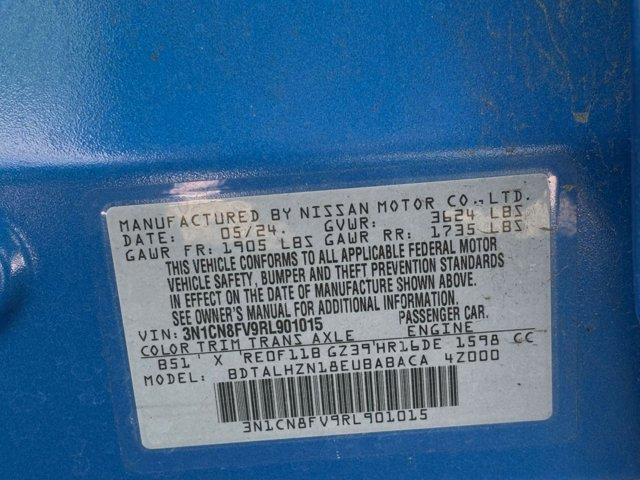 MANUFACTURED BY NISSAN MOTOR CO.,LTD.
DATE: 05/24. GVWR: 3624 LBS
GAWR FR: 1905 LBS GAWR RR: 1735 LBS
THIS VEHICLE CONFORMS TO ALL APPLICABLE FEDERAL MOTOR
VEHICLE SAFETY, BUMPER AND THEFT PREVENTION STANDARDS
IN EFFECT ON THE DATE OF MANUFACTURE SHOWN ABOVE.
SEE OWNER'S MANUAL FOR ADDITIONAL INFORMATION.
VIN: 3N1CN8FV9RL901015 PASSENGER CAR.
COLOR TRIM TRANS AXLE ENGINE
B51 X RE0F11B GZ39 HR16DE 1598 CC
MODEL: BDTALHZN18EUBABACA 4Z000
3N1CN8FV9RL901015